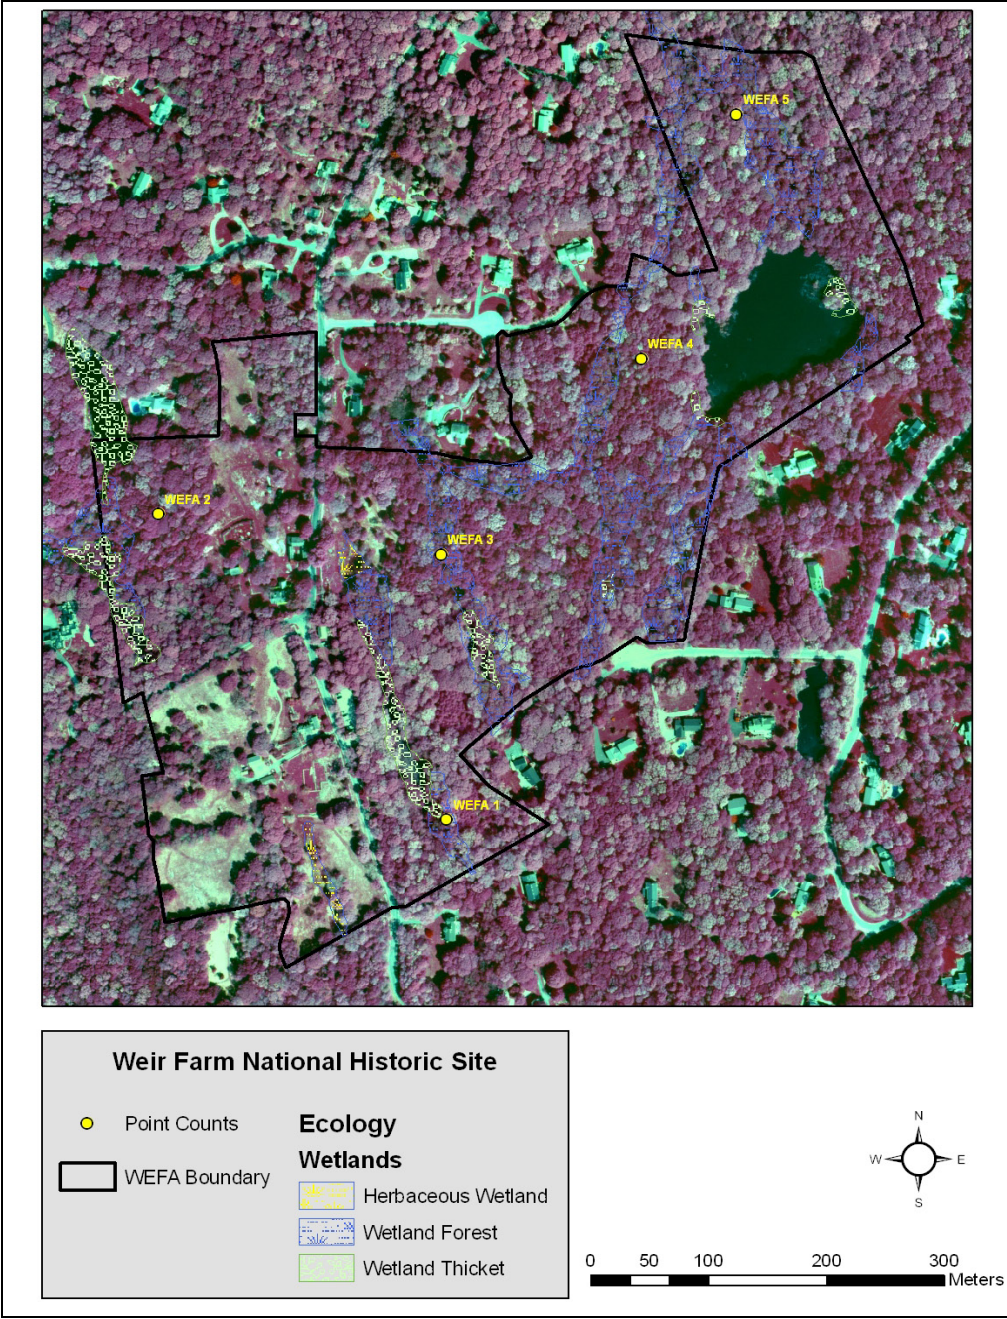 WEFA 5
WEFA 4
WEFA 2
WEFA 3
WEFA 1
Weir Farm National Historic Site
Point Counts
WEFA Boundary
Ecology
Wetlands
Herbaceous Wetland
Wetland Forest
Wetland Thicket
N
W E
S
0 50 100 200 300
Meters